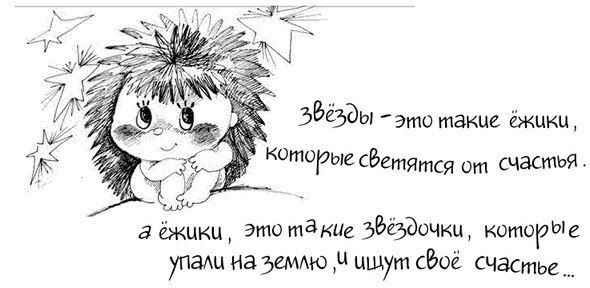 звёзды - это такие ёжики,
которые светятся от счастья.
а ёжики, это такие звёздочки, которые
упали на землю, и ищут своё счастье...